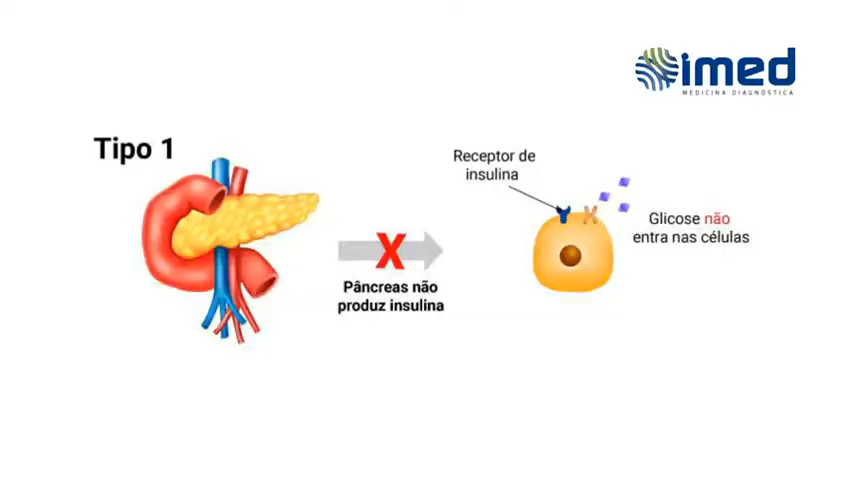 imed
MEDICINA DIAGNÓSTICA
Tipo 1
Receptor de
insulina
Glicose não
entra nas células
X
Pâncreas não
produz insulina